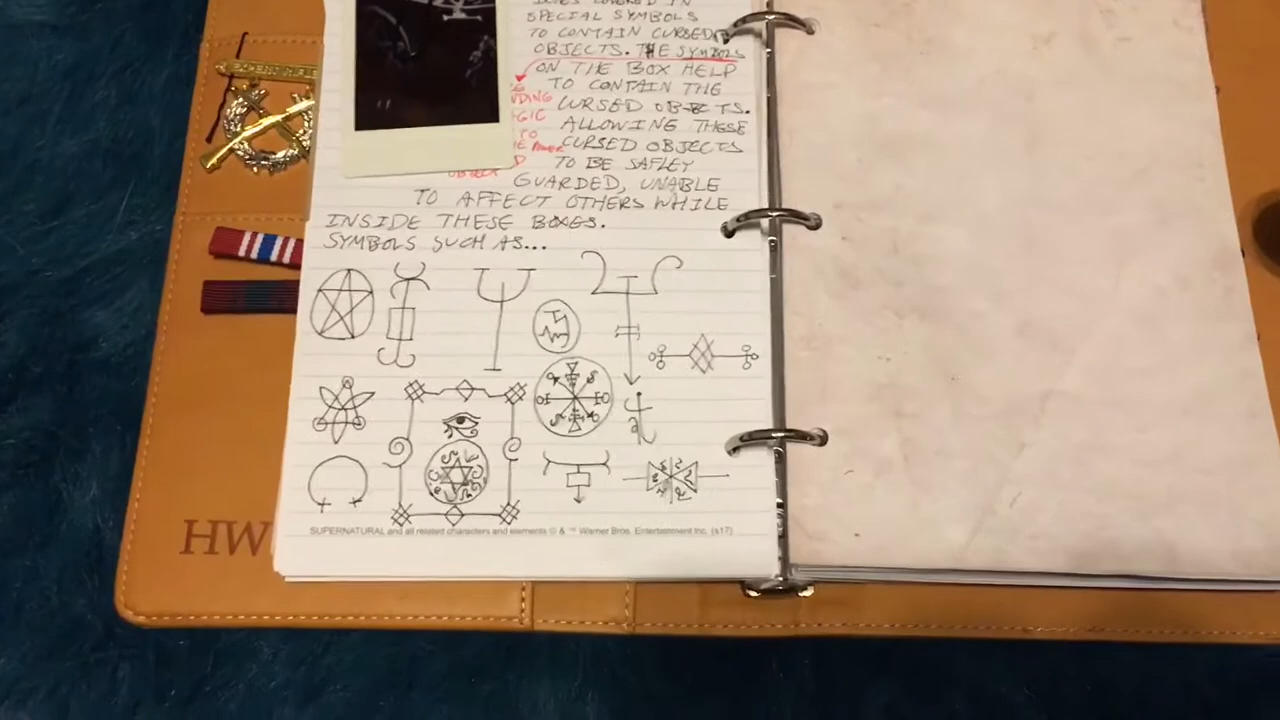 SPECIAL SYMBOLS
TO CONTAIN CURSED
OBJECTS. THE SYMBOLS
ON THE BOX HELP
TO CONTAIN THE
CURSED OBJECTS.
ALLOWING THESE
CURSED OBJECTS
TO BE SAFLEY
GUARDED, UNABLE
TO AFFECT OTHERS WHILE
INSIDE THESE BOXES.
SYMBOLS SUCH AS...
TO
OBJECT
HW
SUPERNATURAL and all related characters and elements © & ™ Warner Bros. Entertainment Inc. (s17)